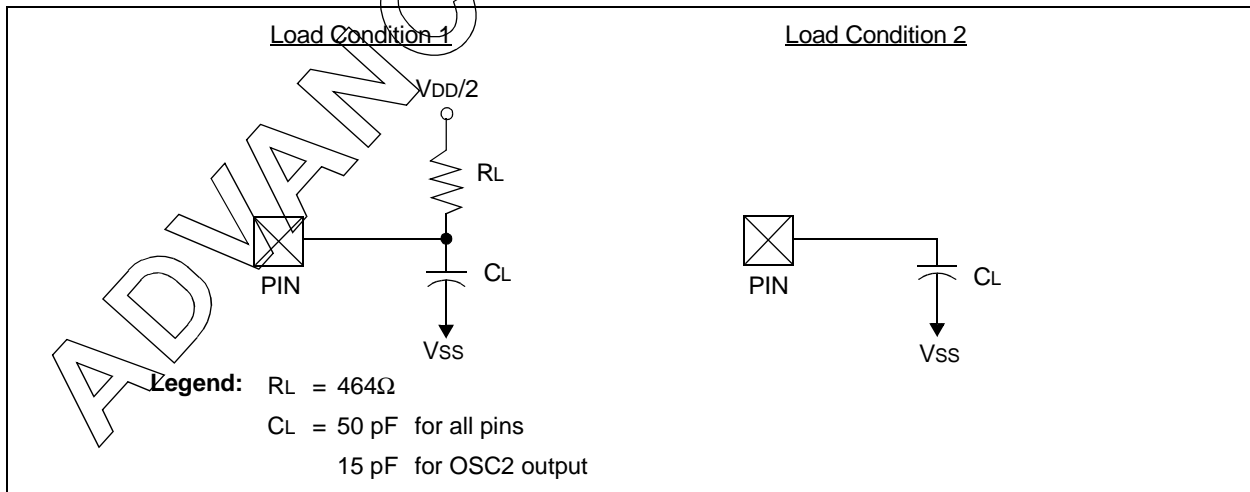 Load Condition 1
Load Condition 2
VDD/2
RL
PIN
CL
VSS
PIN
CL
VSS
Legend: RL = 464Ω
CL = 50 pF for all pins
15 pF for OSC2 output
ADVANC